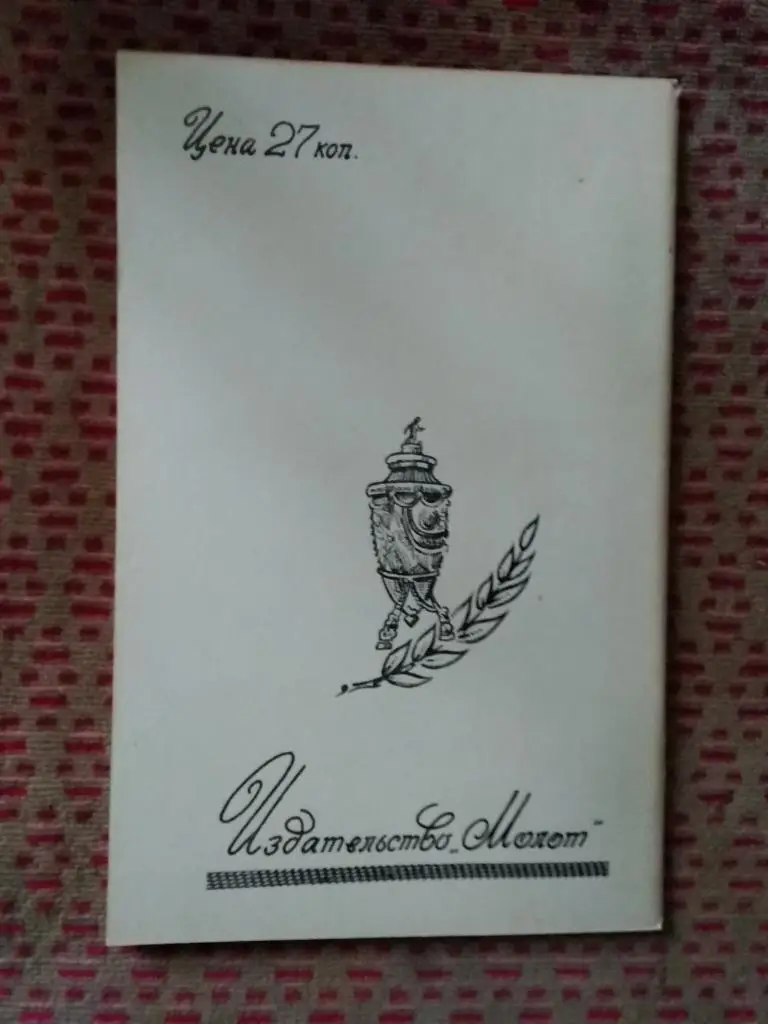 Цена 27 коп.
Издательство „Молот"